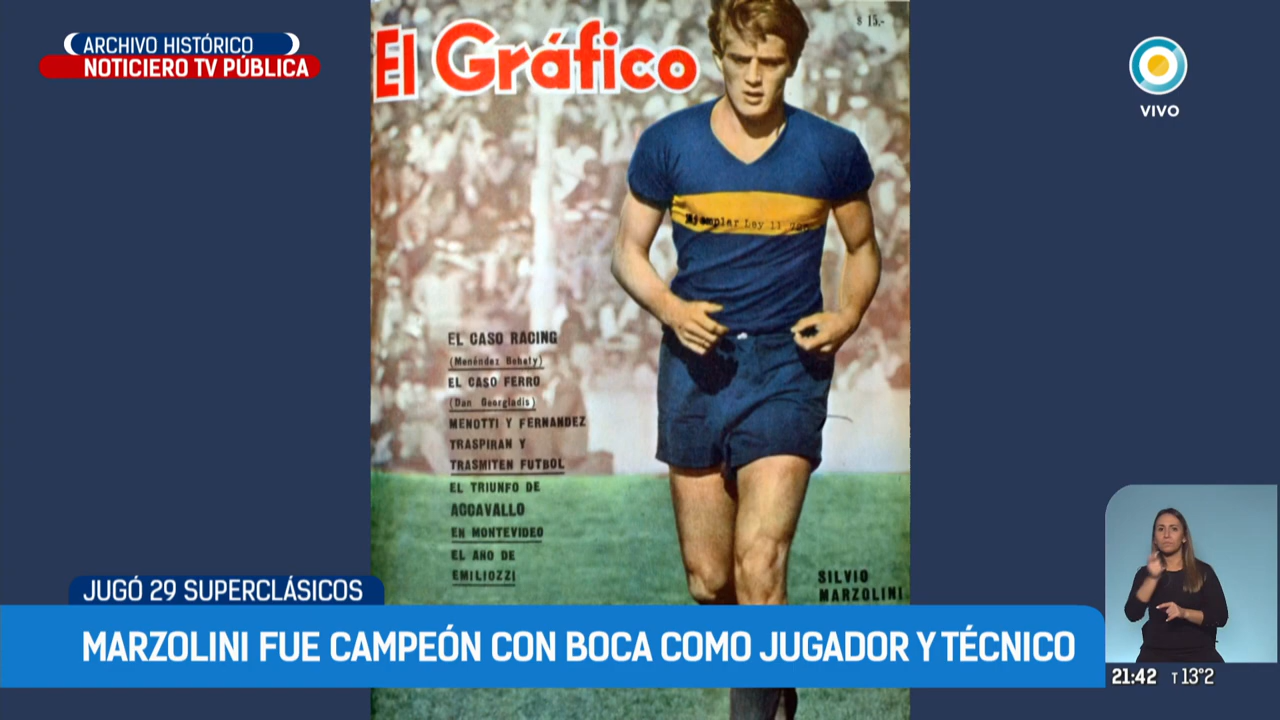 ARCHIVO HISTÓRICO
NOTICIERO TV PÚBLICA
El Gráfico
$ 15.-
VIVO
Ejemplar Ley 11.
EL CASO RACING
(Menéndez Behety)
EL CASO FERRO
(Dan Georgiadis)
MENOTTI Y FERNANDEZ
TRASPIRAN Y
TRASMITEN FUTBOL
EL TRIUNFO DE
ACCAVALLO
EN MONTEVIDEO
EL AÑO DE
EMILIOZZI
SILVIO
MARZOLINI
JUGÓ 29 SUPERCLÁSICOS
MARZOLINI FUE CAMPEÓN CON BOCA COMO JUGADOR Y TÉCNICO
21:42 T 13°2